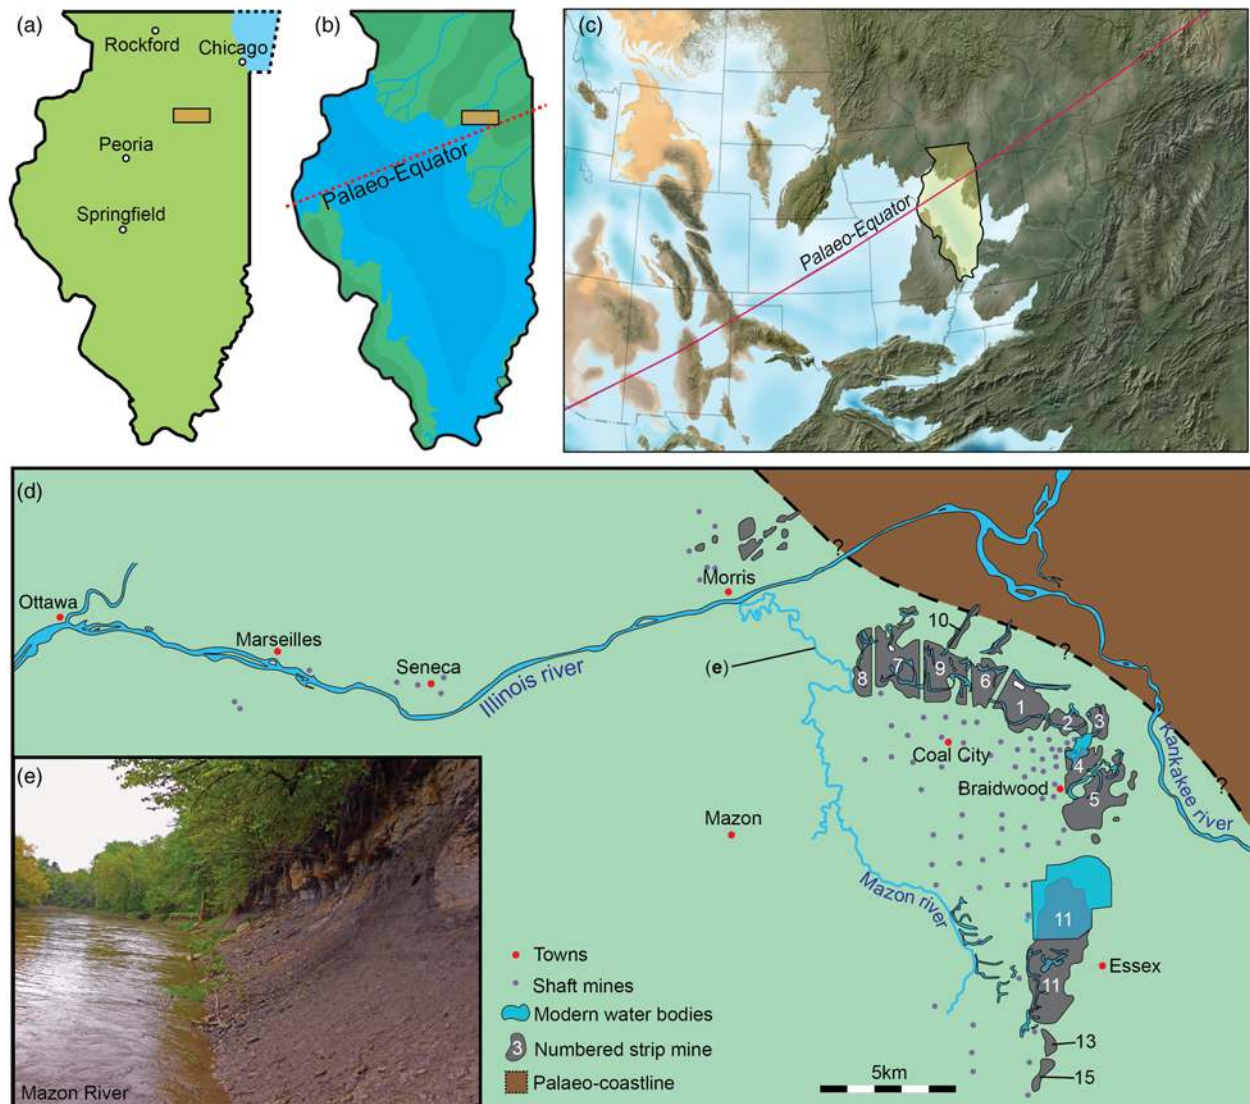 (a)
Rockford
Chicago
Peoria
Springfield
(b)
Palaeo-Equator
(c)
Palaeo-Equator
(d)
Ottawa
Marseilles
Seneca
Illinois river
Morris
?
10
?
(e)
8
7
9
6
1
2
3
4
5
Coal City
Braidwood
Kankakee river
?
Mazon
Mazon river
11
11
Essex
13
15
(e)
Mazon River
Towns
Shaft mines
Modern water bodies
3 Numbered strip mine
Palaeo-coastline
5km